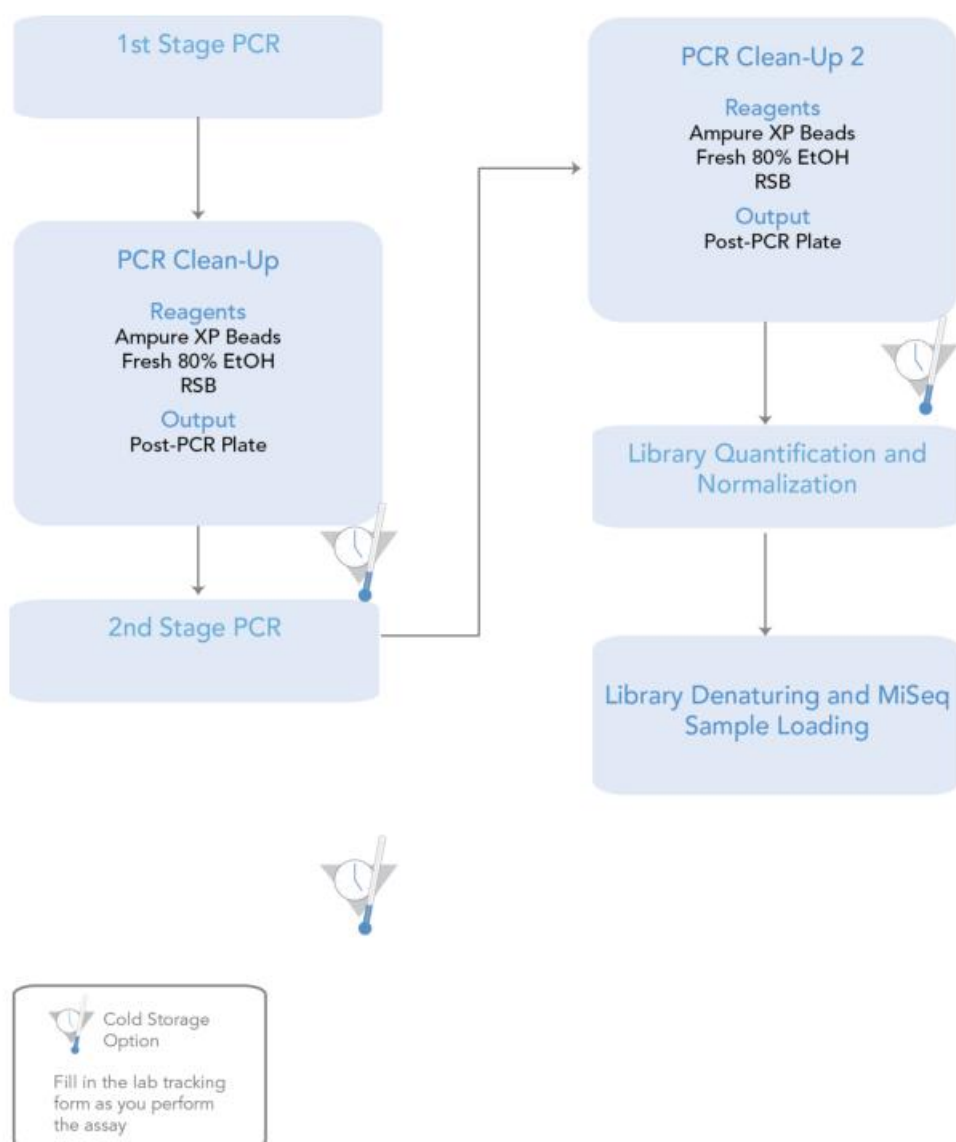 1st Stage PCR
PCR Clean-Up
Reagents
Ampure XP Beads
Fresh 80% EtOH
RSB
Output
Post-PCR Plate
2nd Stage PCR
PCR Clean-Up 2
Reagents
Ampure XP Beads
Fresh 80% EtOH
RSB
Output
Post-PCR Plate
Library Quantification and
Normalization
Library Denaturing and MiSeq
Sample Loading
Cold Storage
Option
Fill in the lab tracking
form as you perform
the assay